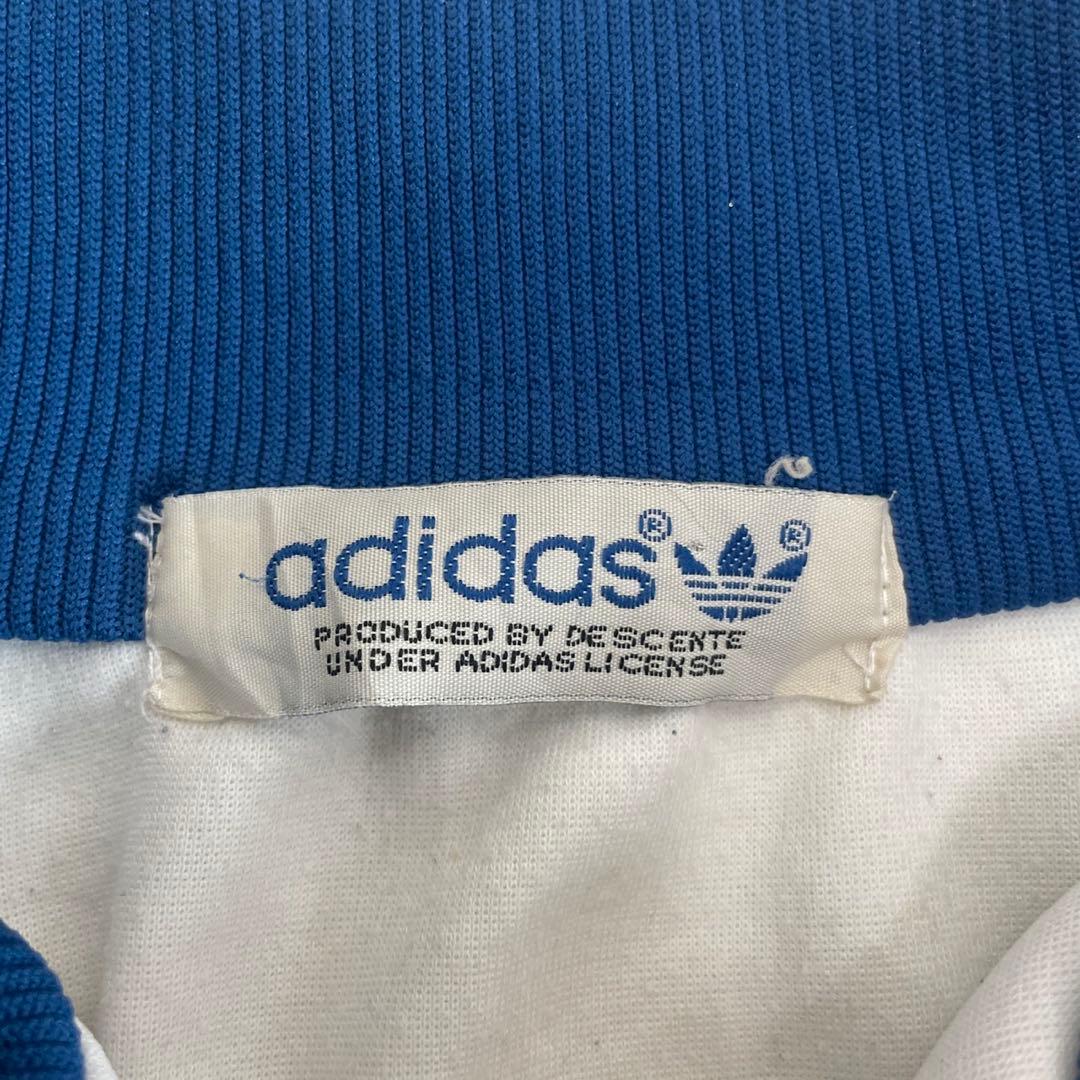 adidas®
®
PRODUCED BY DESCENTE
UNDER ADIDAS LICENSE